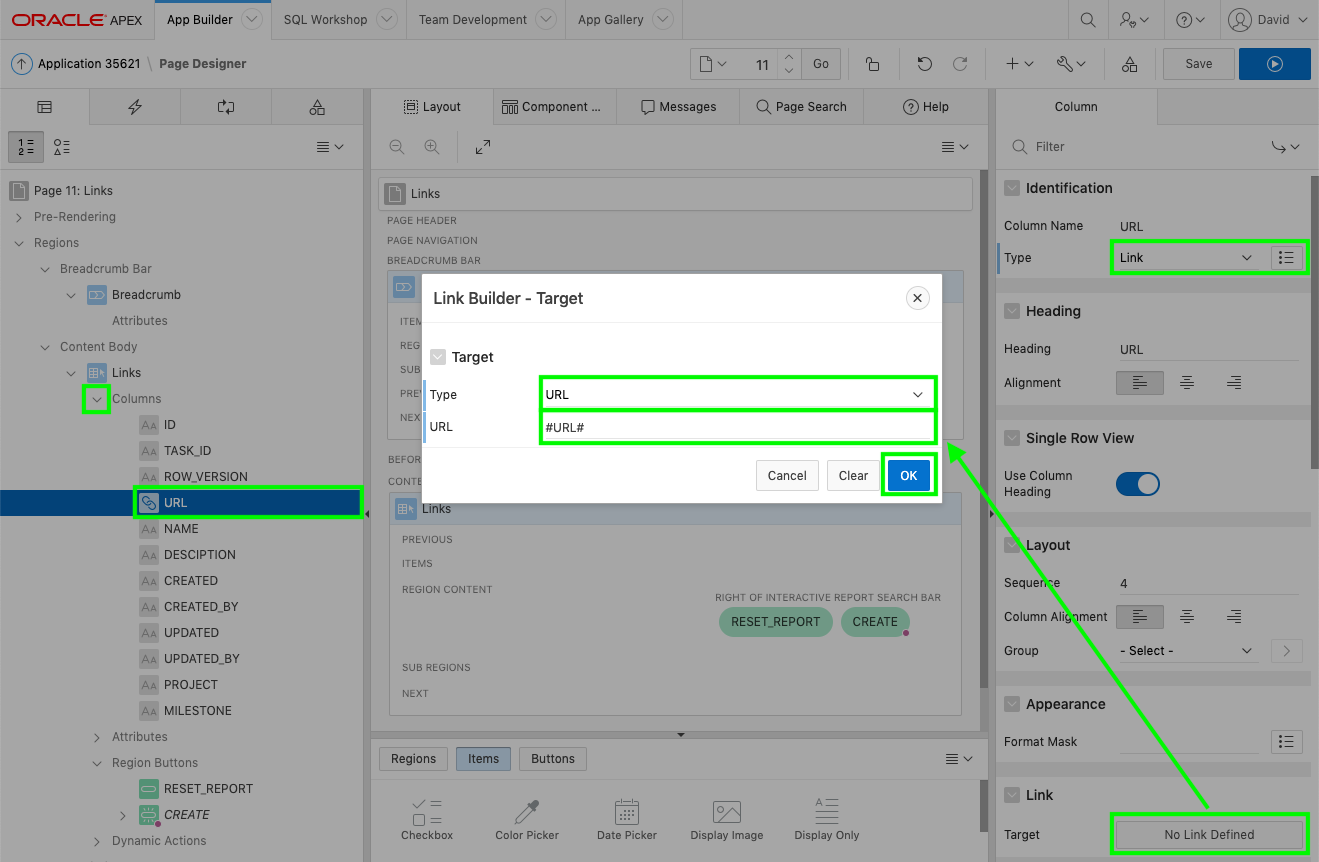 ORACLE APEX App Builder SQL Workshop Team Development App Gallery David
Application 35621 \ Page Designer 11 Go Save
Layout Component ... Messages Page Search Help Column
Filter
Page 11: Links
Pre-Rendering
Regions
Breadcrumb Bar
Breadcrumb
Attributes
Content Body
Links
Columns
ID
TASK_ID
ROW_VERSION
URL
NAME
DESCIPTION
CREATED
CREATED_BY
UPDATED
UPDATED_BY
PROJECT
MILESTONE
Attributes
Region Buttons
RESET_REPORT
CREATE
Dynamic Actions
Links
PAGE HEADER
PAGE NAVIGATION
BREADCRUMB BAR
Link Builder - Target
Target
Type URL
URL #URL#
Cancel Clear OK
Links
PREVIOUS
ITEMS
REGION CONTENT
RIGHT OF INTERACTIVE REPORT SEARCH BAR
RESET_REPORT CREATE
SUB REGIONS
NEXT
Regions Items Buttons
Checkbox Color Picker Date Picker Display Image Display Only
Identification
Column Name URL
Type Link
Heading
Heading URL
Alignment
Single Row View
Use Column
Heading
Layout
Sequence 4
Column Alignment
Group - Select -
Appearance
Format Mask
Link
Target No Link Defined